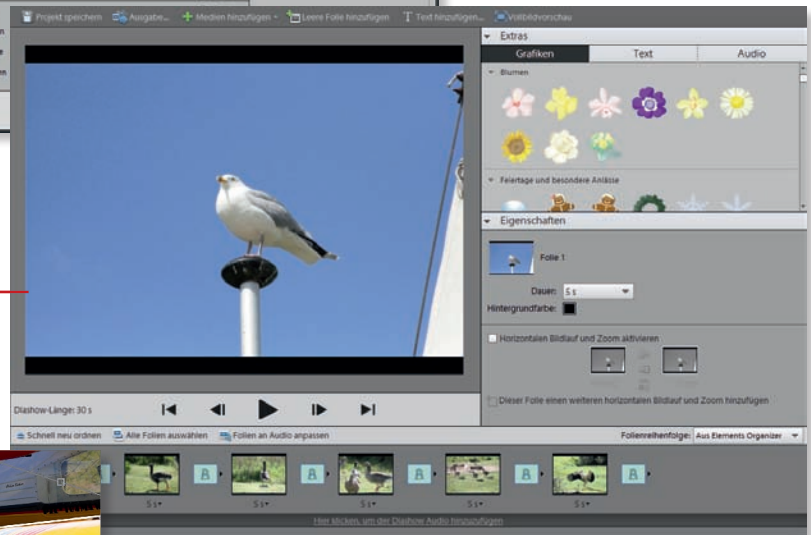 Projekt speichern Ausgabe... Medien hinzufügen Leere Folie hinzufügen T Text hinzufügen... Vollbildvorschau
Extras
Grafiken Text Audio
Blumen
Feiertage und besondere Anlässe
Eigenschaften
Folie 1
Dauer: 5 s
Hintergrundfarbe:
Horizontalen Bildlauf und Zoom aktivieren
Dieser Folie einen weiteren horizontalen Bildlauf und Zoom hinzufügen
Diashow-Länge: 30 s
Schnell neu ordnen Alle Folien auswählen Folien an Audio anpassen Folienreihenfolge: Aus Elements Organizer
5 s 5 s 5 s 5 s 5 s
Hier klicken, um der Diashow Audio hinzuzufügen